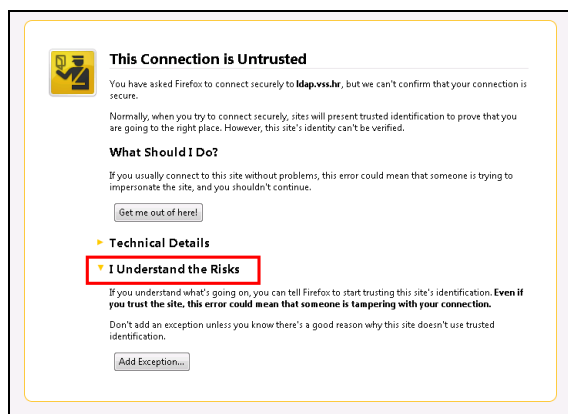 This Connection is Untrusted
You have asked Firefox to connect securely to ldap.vss.hr, but we can't confirm that your connection is
secure.
Normally, when you try to connect securely, sites will present trusted identification to prove that you
are going to the right place. However, this site's identity can't be verified.
What Should I Do?
If you usually connect to this site without problems, this error could mean that someone is trying to
impersonate the site, and you shouldn't continue.
Get me out of here!
Technical Details
I Understand the Risks
If you understand what's going on, you can tell Firefox to start trusting this site's identification. Even if
you trust the site, this error could mean that someone is tampering with your connection.
Don't add an exception unless you know there's a good reason why this site doesn't use trusted
identification.
Add Exception...